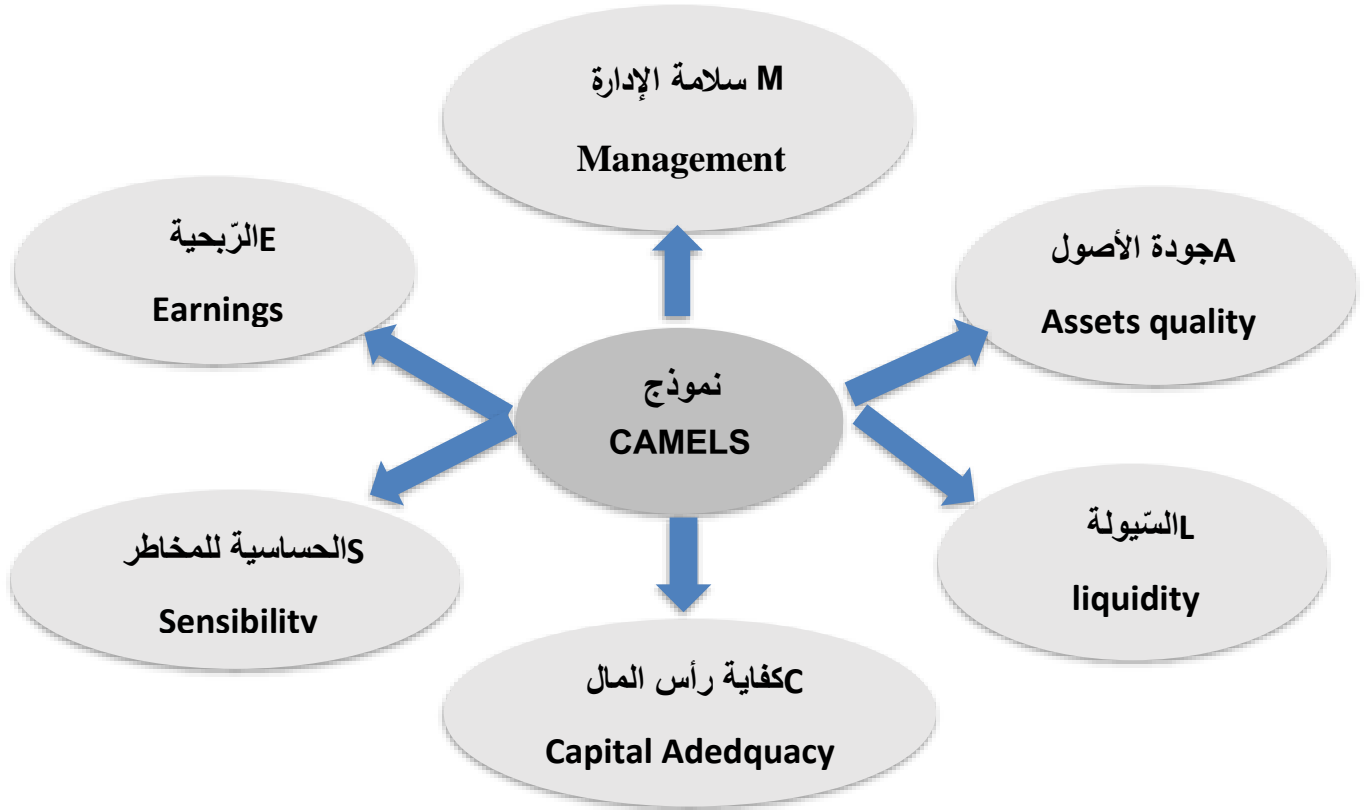 M سلامة الإدارة
Management
Eالرّبحية
Earnings
Aجودة الأصول
Assets quality
نموذج
CAMELS
Sالحساسية للمخاطر
Sensibility
Lالسّيولة
liquidity
Cكفاية رأس المال
Capital Adedquacy